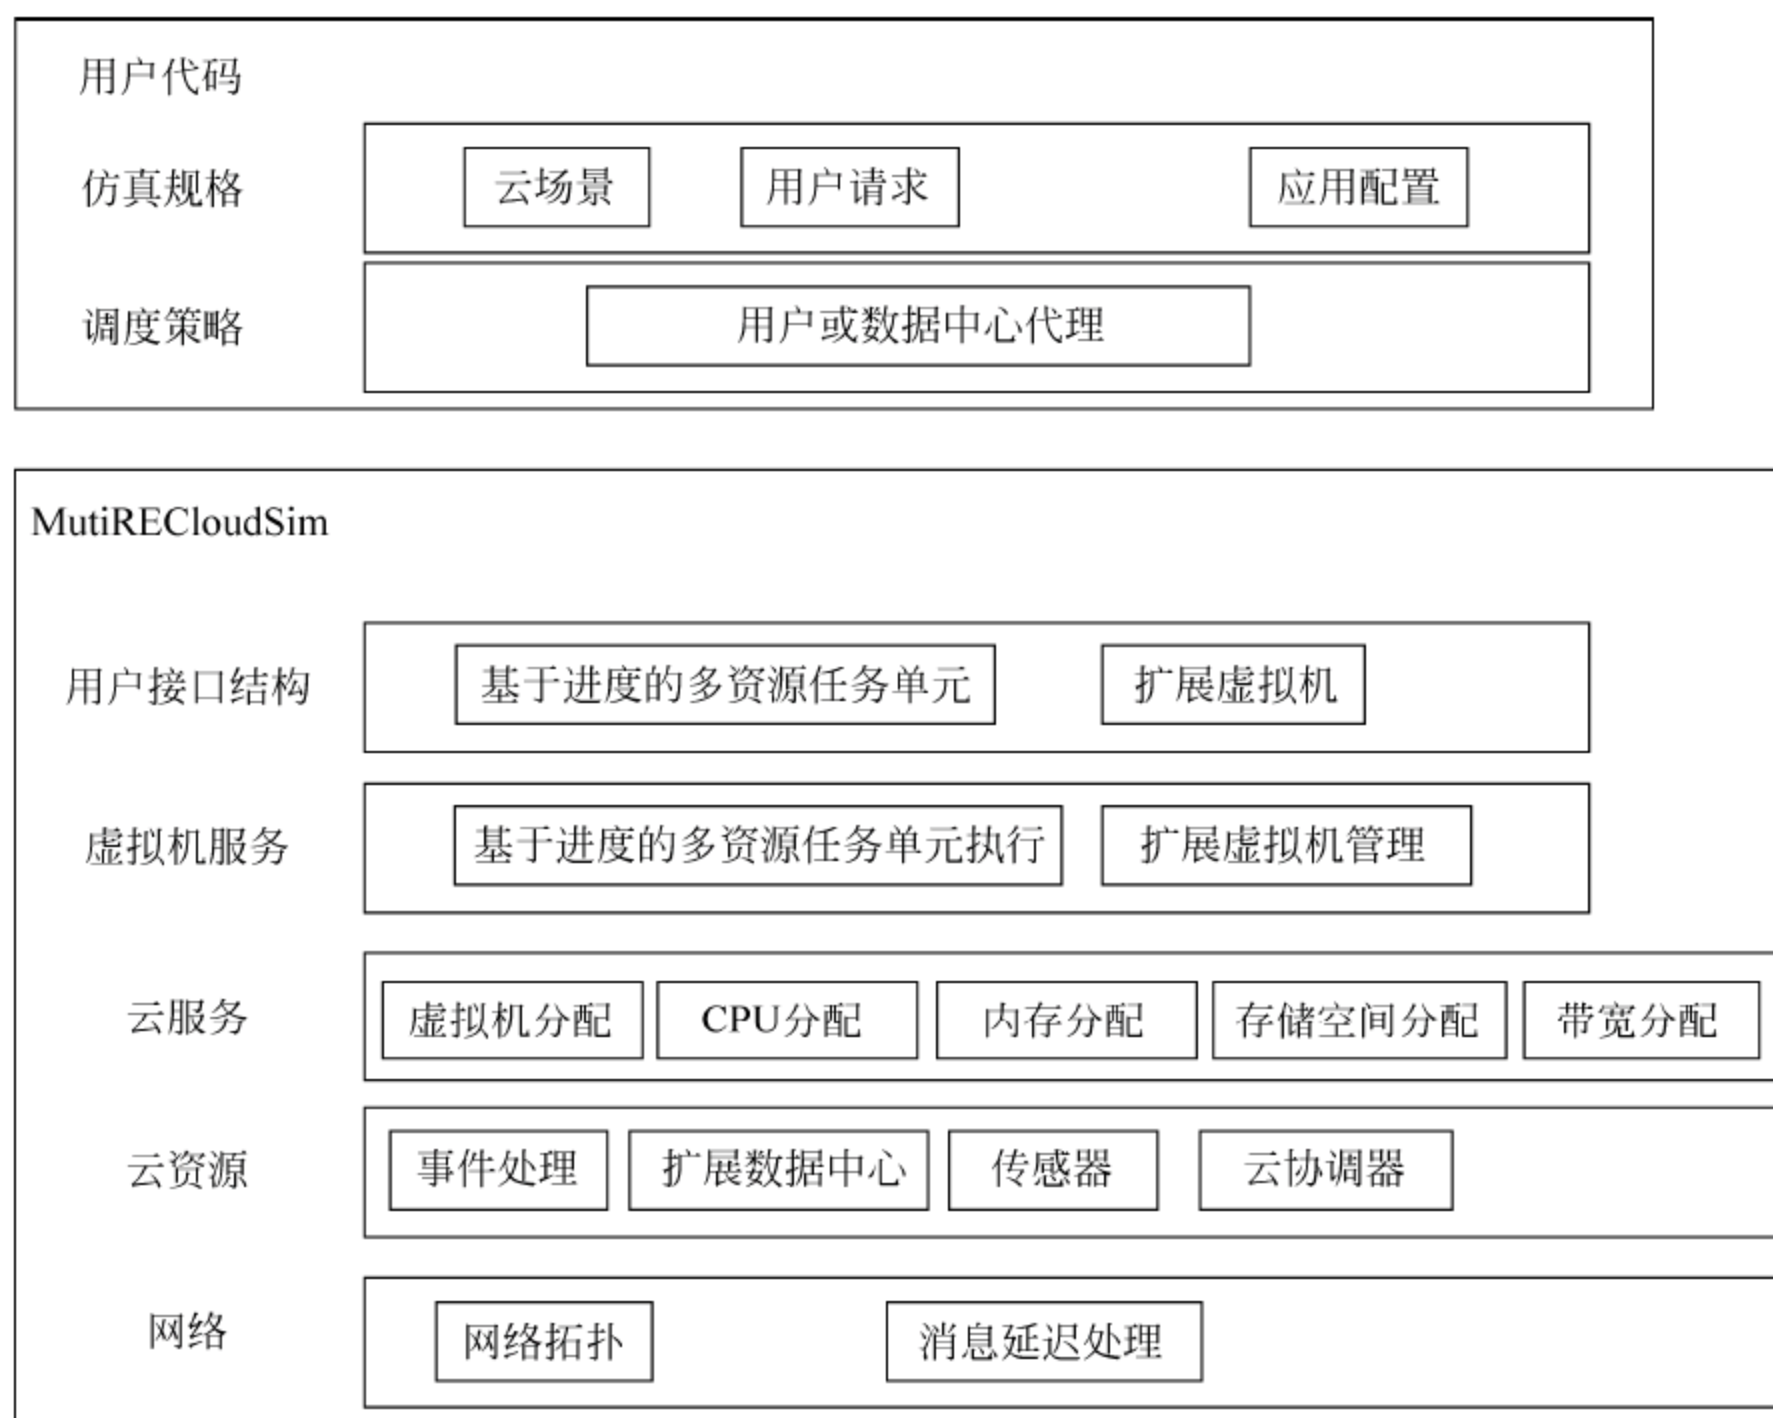 用户代码
仿真规格 云场景 用户请求 应用配置
调度策略 用户或数据中心代理
MutiRECloudSim
用户接口结构 基于进度的多资源任务单元 扩展虚拟机
虚拟机服务 基于进度的多资源任务单元执行 扩展虚拟机管理
云服务 虚拟机分配 CPU分配 内存分配 存储空间分配 带宽分配
云资源 事件处理 扩展数据中心 传感器 云协调器
网络 网络拓扑 消息延迟处理